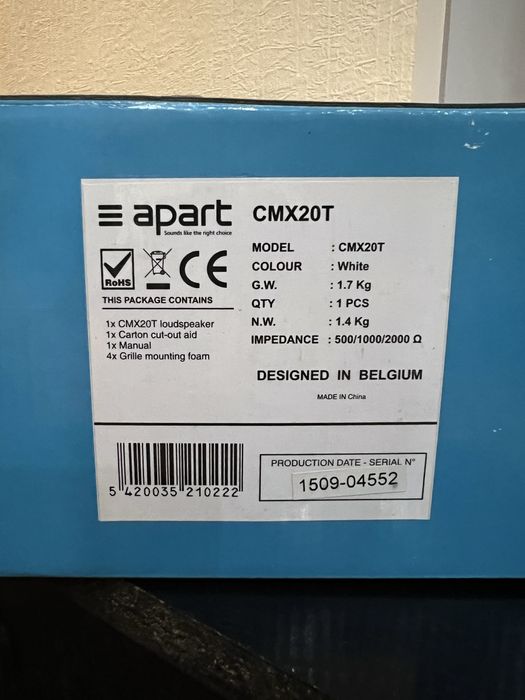 apart
Sounds like the right choice
CMX20T
RoHS
CE
THIS PACKAGE CONTAINS
1x CMX20T loudspeaker
1x Carton cut-out aid
1x Manual
4x Grille mounting foam
MODEL : CMX20T
COLOUR : White
G.W. : 1.7 Kg
QTY : 1 PCS
N.W. : 1.4 Kg
IMPEDANCE : 500/1000/2000 Ω
DESIGNED IN BELGIUM
MADE IN China
5 420035 210222
PRODUCTION DATE - SERIAL N°
1509-04552